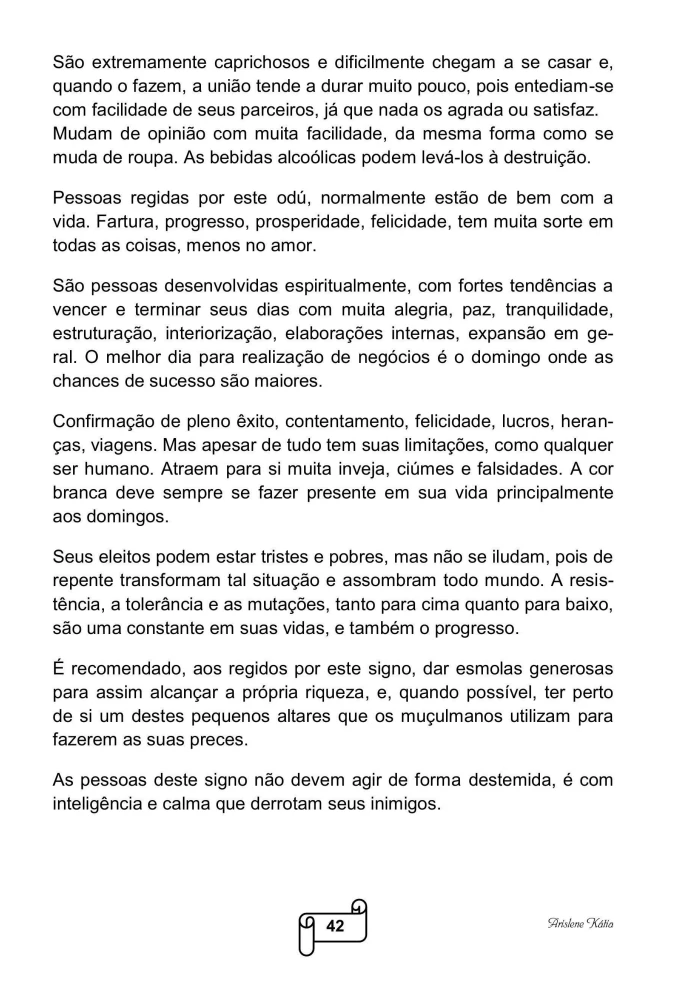 São extremamente caprichosos e dificilmente chegam a se casar e,
quando o fazem, a união tende a durar muito pouco, pois entediam-se
com facilidade de seus parceiros, já que nada os agrada ou satisfaz.
Mudam de opinião com muita facilidade, da mesma forma como se
muda de roupa. As bebidas alcoólicas podem levá-los à destruição.
Pessoas regidas por este odú, normalmente estão de bem com a
vida. Fartura, progresso, prosperidade, felicidade, tem muita sorte em
todas as coisas, menos no amor.
São pessoas desenvolvidas espiritualmente, com fortes tendências a
vencer e terminar seus dias com muita alegria, paz, tranquilidade,
estruturação, interiorização, elaborações internas, expansão em ge-
ral. O melhor dia para realização de negócios é o domingo onde as
chances de sucesso são maiores.
Confirmação de pleno êxito, contentamento, felicidade, lucros, heran-
ças, viagens. Mas apesar de tudo tem suas limitações, como qualquer
ser humano. Atraem para si muita inveja, ciúmes e falsidades. A cor
branca deve sempre se fazer presente em sua vida principalmente
aos domingos.
Seus eleitos podem estar tristes e pobres, mas não se iludam, pois de
repente transformam tal situação e assombram todo mundo. A resis-
tência, a tolerância e as mutações, tanto para cima quanto para baixo,
são uma constante em suas vidas, e também o progresso.
É recomendado, aos regidos por este signo, dar esmolas generosas
para assim alcançar a própria riqueza, e, quando possível, ter perto
de si um destes pequenos altares que os muçulmanos utilizam para
fazerem as suas preces.
As pessoas deste signo não devem agir de forma destemida, é com
inteligência e calma que derrotam seus inimigos.
42
Arislene Kátia